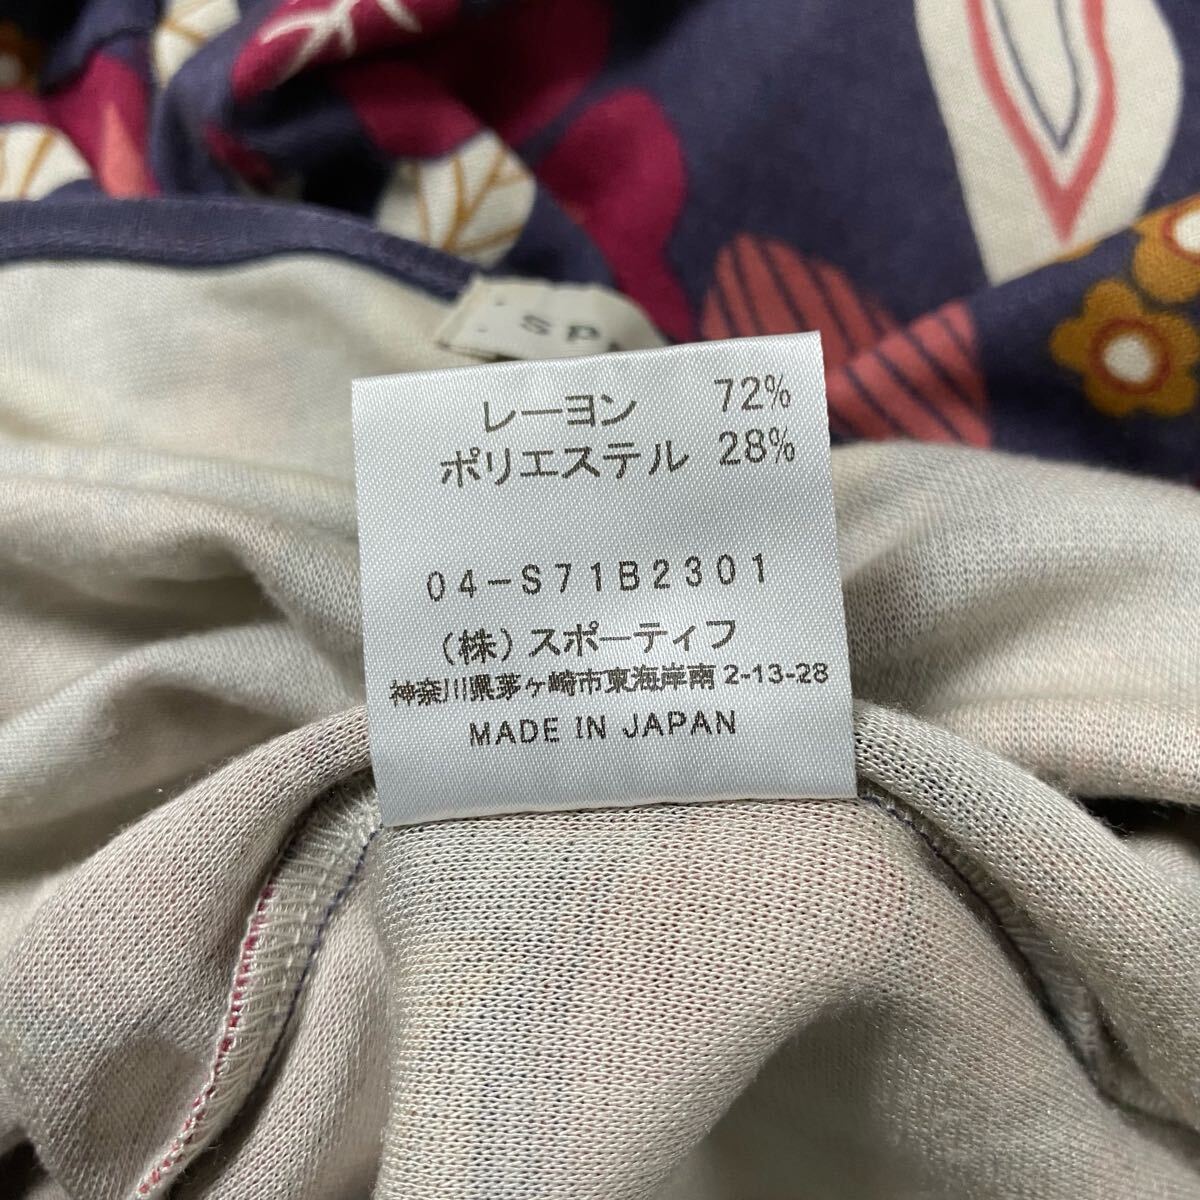 レーヨン 72%
ポリエステル 28%
04-S71B2301
(株)スポーティフ
神奈川県茅ヶ崎市東海岸南 2-13-28
MADE IN JAPAN